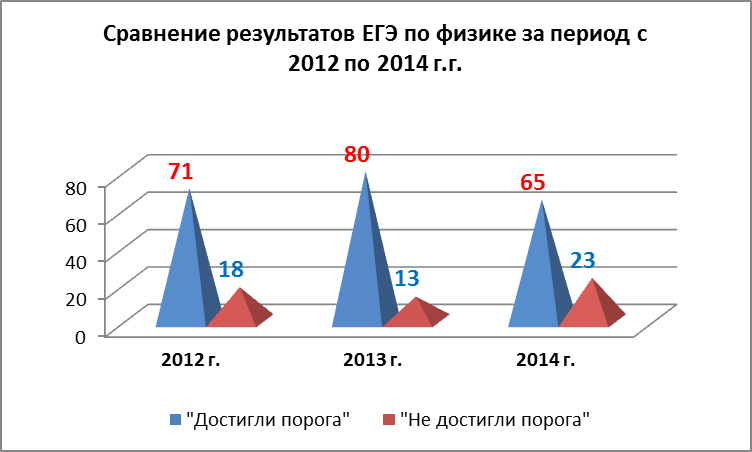 Сравнение результатов ЕГЭ по физике за период с
2012 по 2014 г.г.
80
60
40
20
0
71
18
80
13
65
23
2012 г.
2013 г.
2014 г.
"Достигли порога"
"Не достигли порога"